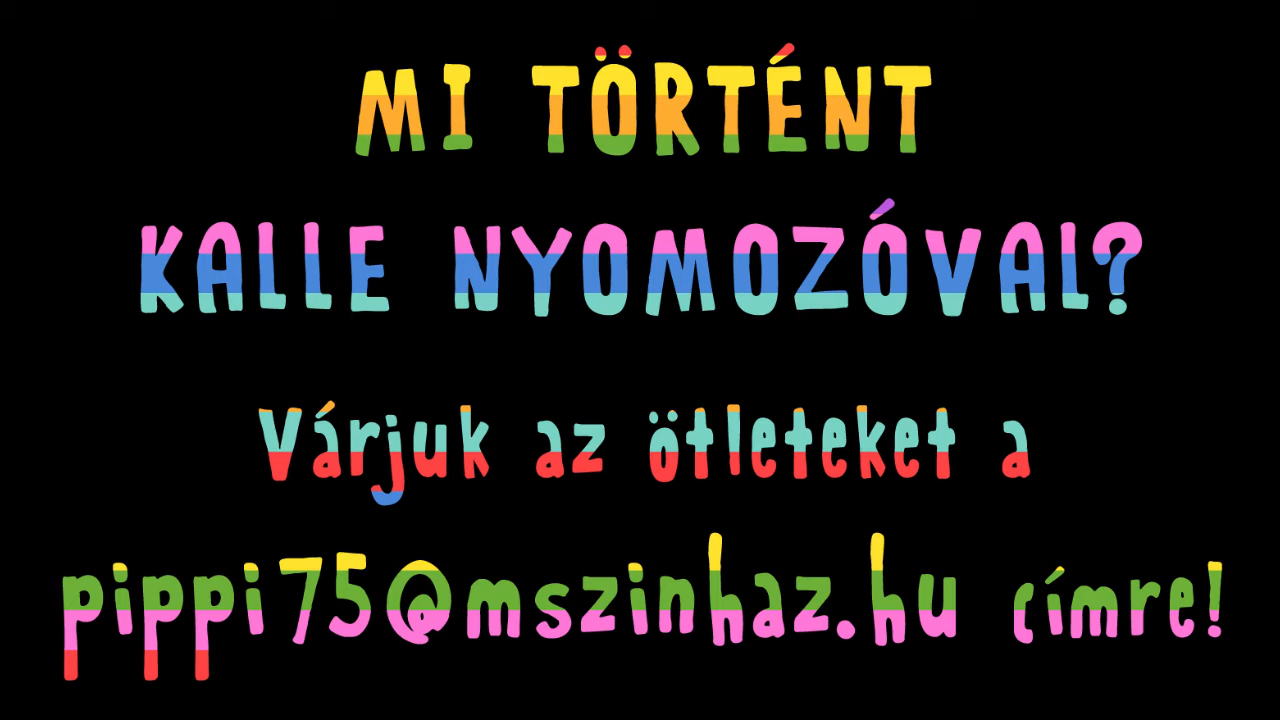 MI TÖRTÉNT
KALLE NYOMOZÓVAL?
Várjuk az ötleteket a
pippi75@mszinhaz.hu címre!